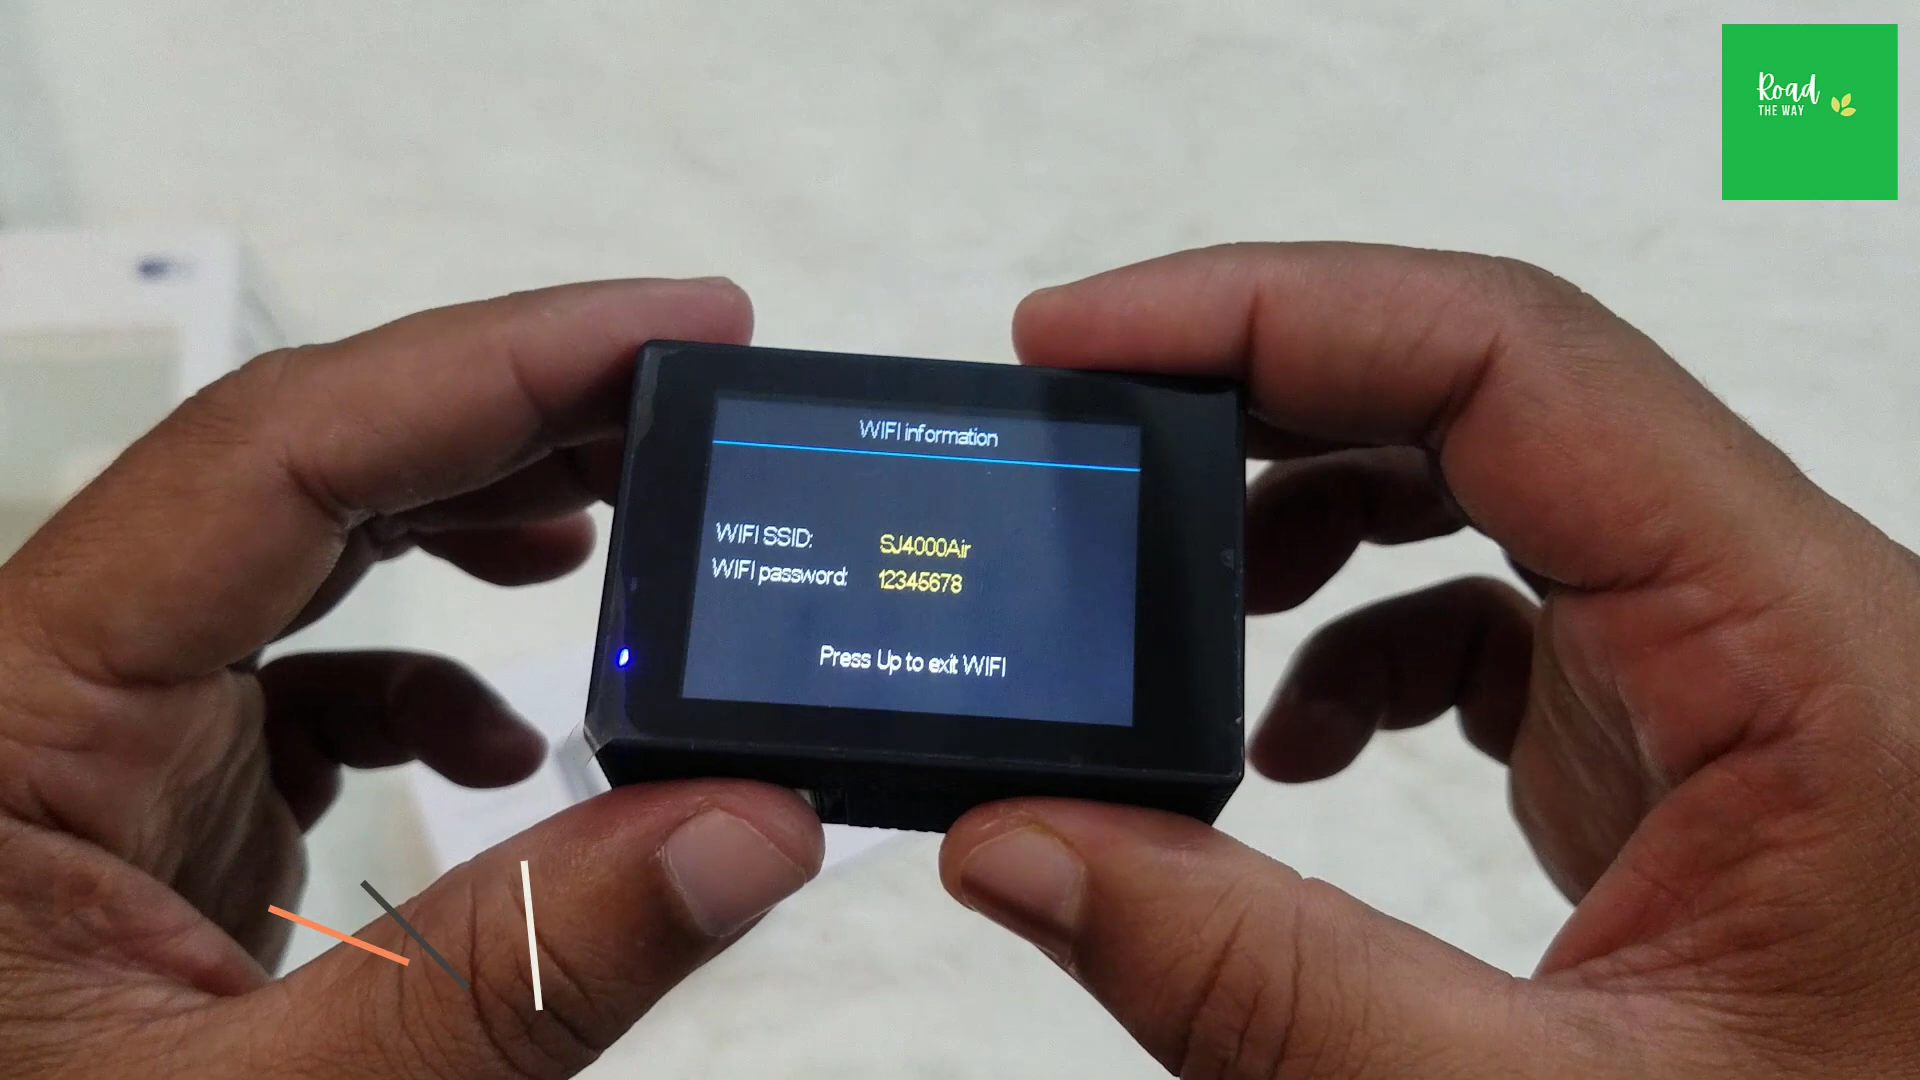 Road
THE WAY
WIFI information
WIFI SSID: SJ4000Air
WIFI password: 12345678
Press Up to exit WIFI